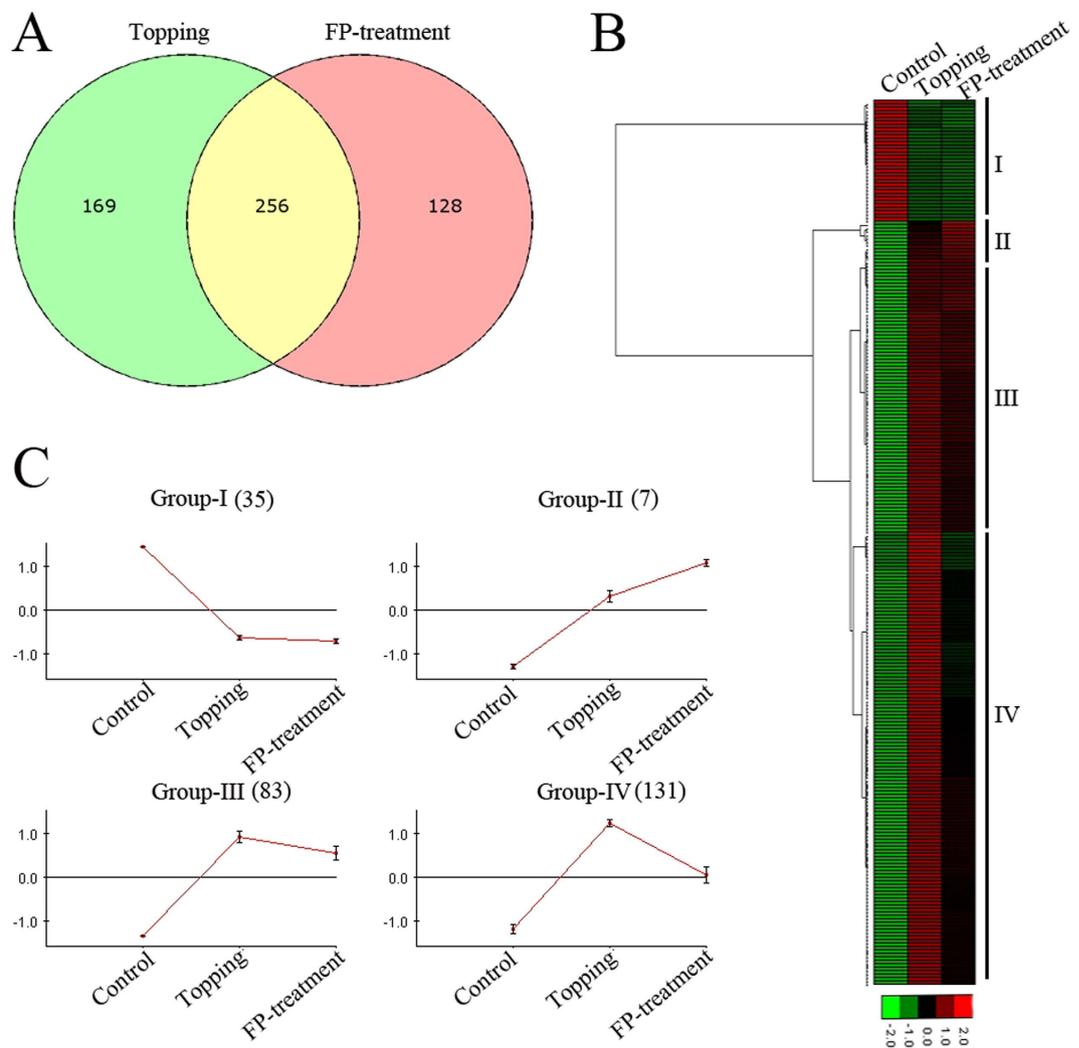 A
Topping
FP-treatment
169
256
128
B
Control
Topping
FP-treatment
I
II
III
IV
-2.0
-1.0
0.0
1.0
2.0
C
Group-I (35)
1.0
0.0
-1.0
Control
Topping
FP-treatment
Group-II (7)
1.0
0.0
-1.0
Control
Topping
FP-treatment
Group-III (83)
1.0
0.0
-1.0
Control
Topping
FP-treatment
Group-IV (131)
1.0
0.0
-1.0
Control
Topping
FP-treatment